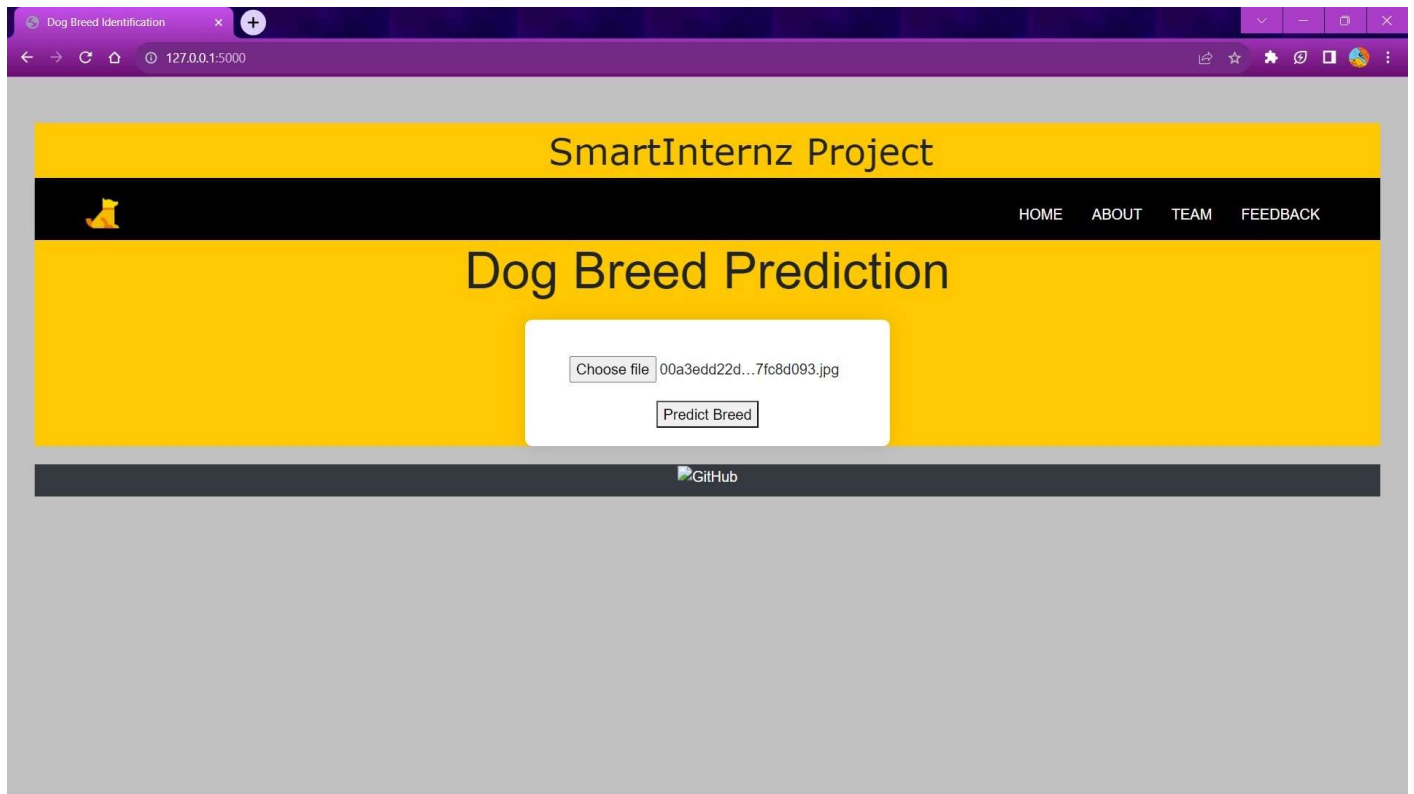 Dog Breed Identification
127.0.0.1:5000
SmartInternz Project
HOME ABOUT TEAM FEEDBACK
Dog Breed Prediction
Choose file 00a3edd22d...7fc8d093.jpg
Predict Breed
GitHub